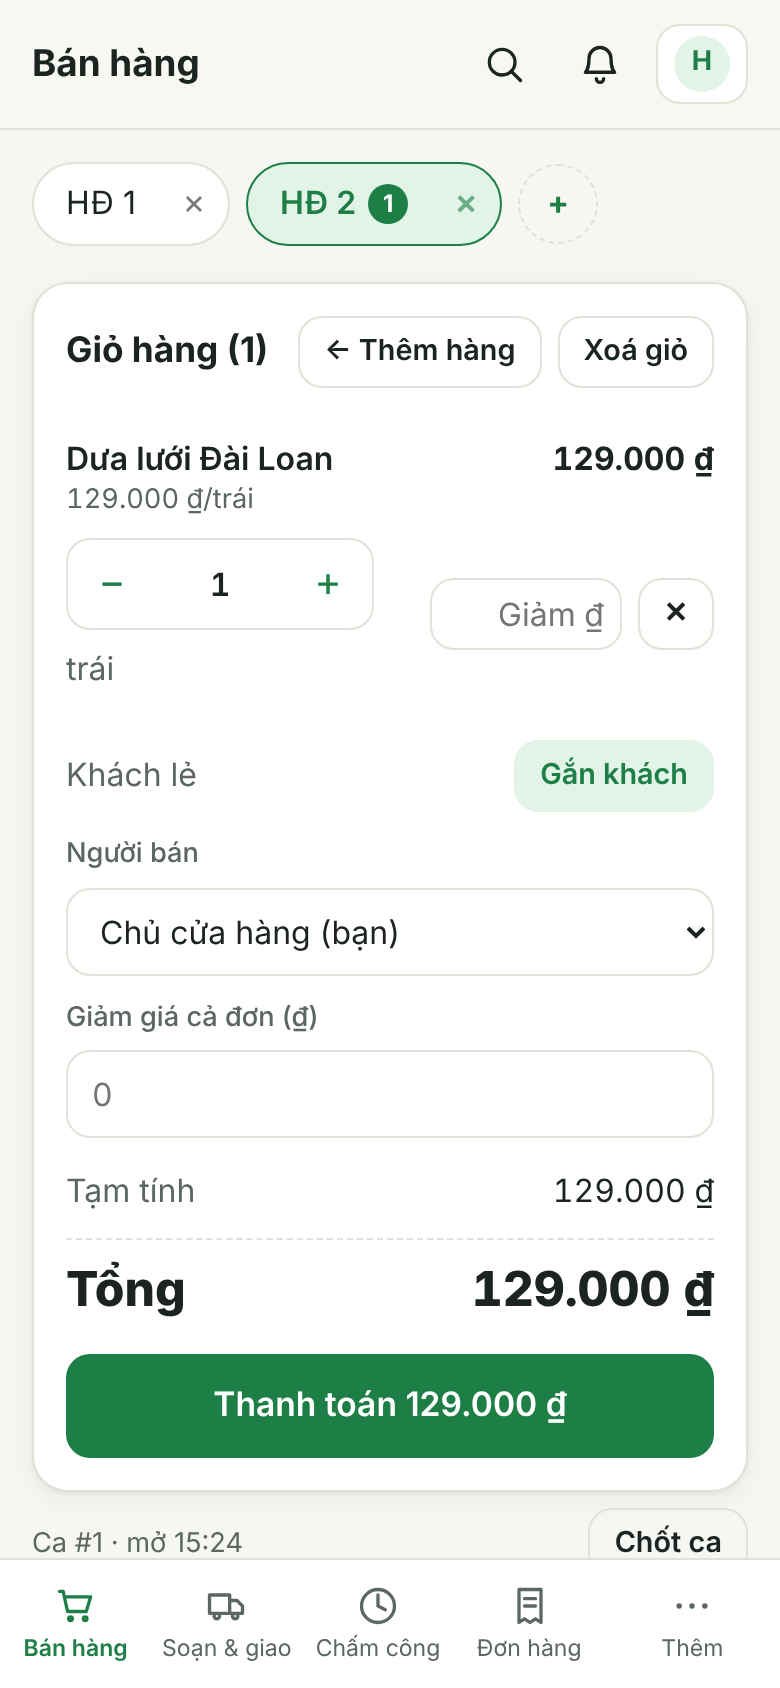 Bán hàng
H
HĐ 1 ×
HĐ 2 1 ×
+
Giỏ hàng (1)
← Thêm hàng
Xoá giỏ
Dưa lưới Đài Loan
129.000 ₫
129.000 ₫/trái
− 1 +
Giảm ₫
✕
trái
Khách lẻ
Gắn khách
Người bán
Chủ cửa hàng (bạn)
Giảm giá cả đơn (₫)
0
Tạm tính
129.000 ₫
Tổng
129.000 ₫
Thanh toán 129.000 ₫
Ca #1 · mở 15:24
Chốt ca
Bán hàng
Soạn & giao
Chấm công
Đơn hàng
Thêm